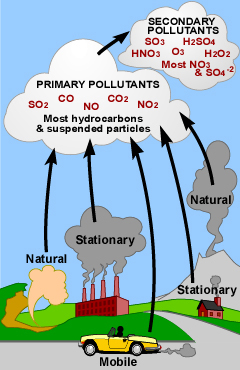 SECONDARY
POLLUTANTS
SO3 H2SO4
HNO3 O3 H2O2
Most NO3
& SO4-2
PRIMARY POLLUTANTS
SO2 CO NO CO2 NO2
Most hydrocarbons
& suspended particles
Natural
Stationary
Natural
Stationary
Mobile